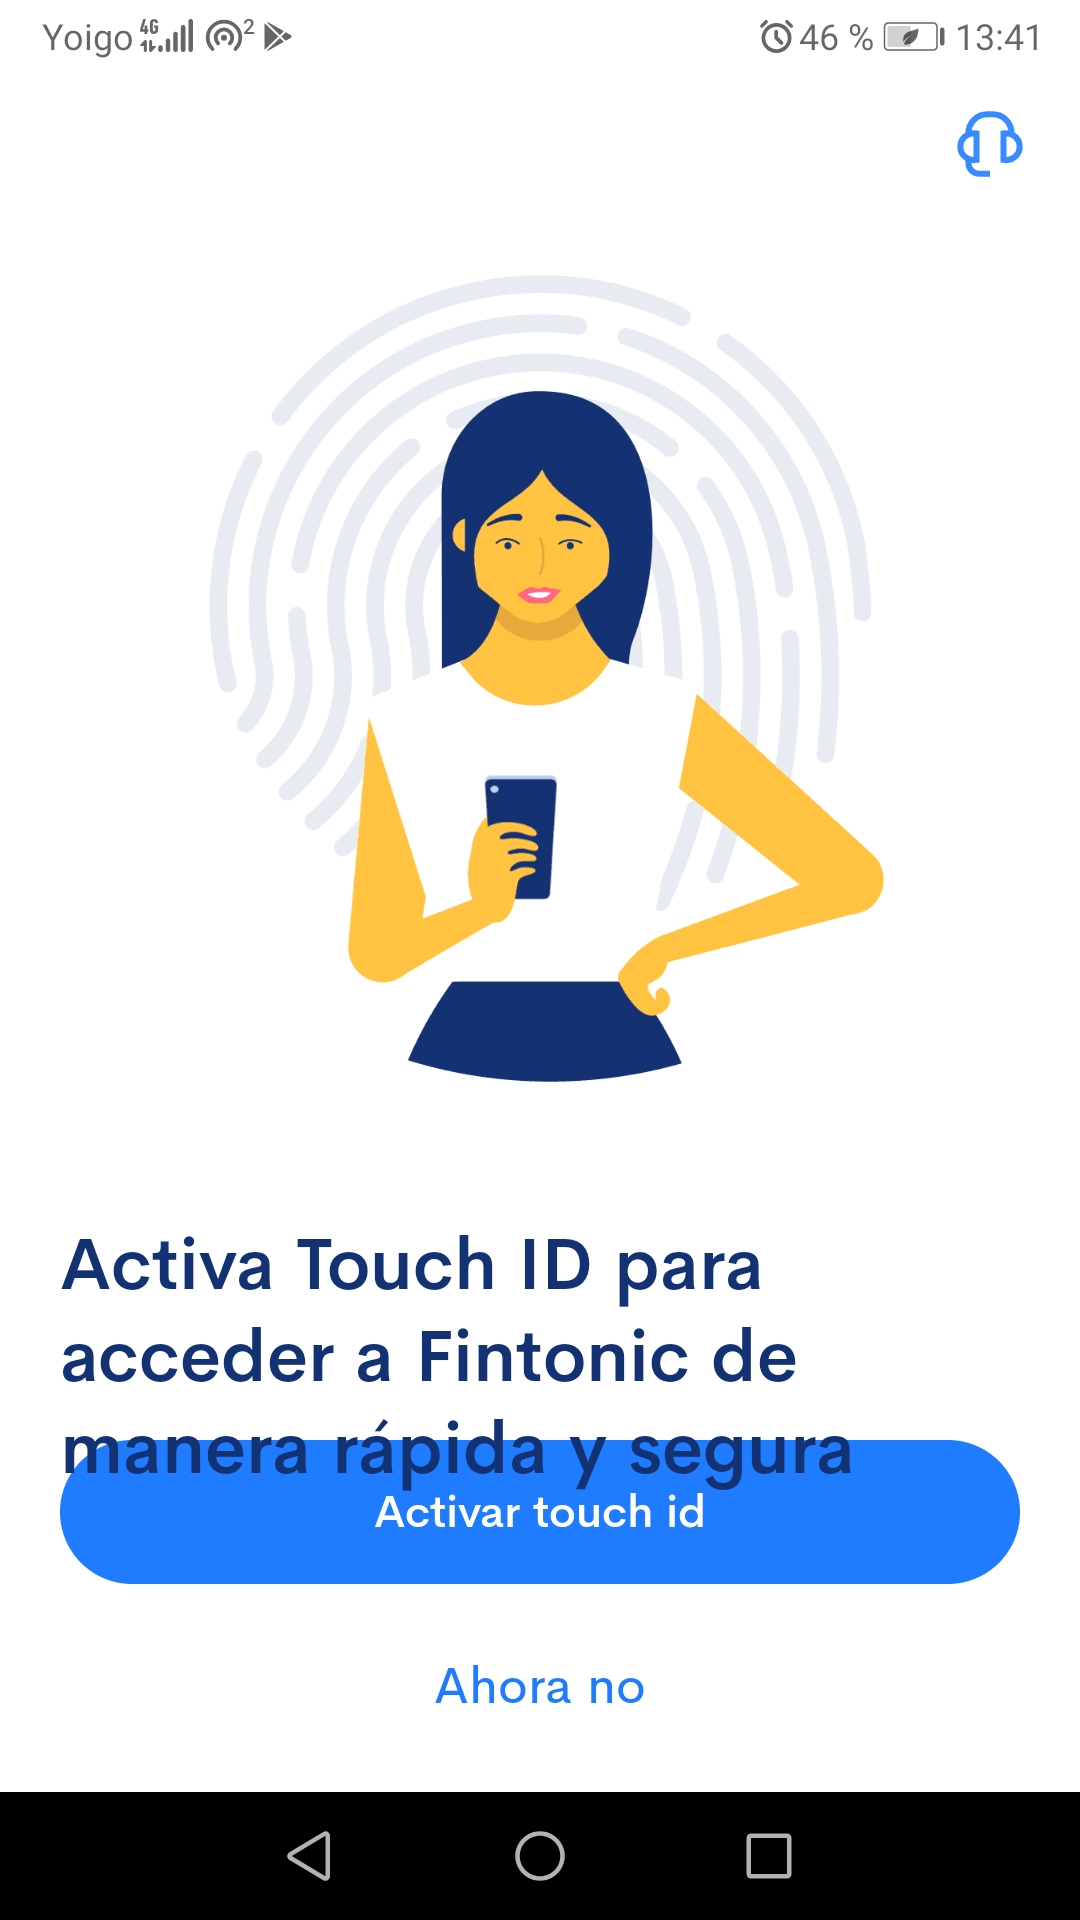 Yoigo 4G 2 46 % 13:41
Activa Touch ID para
acceder a Fintonic de
manera rápida y segura
Activar touch id
Ahora no